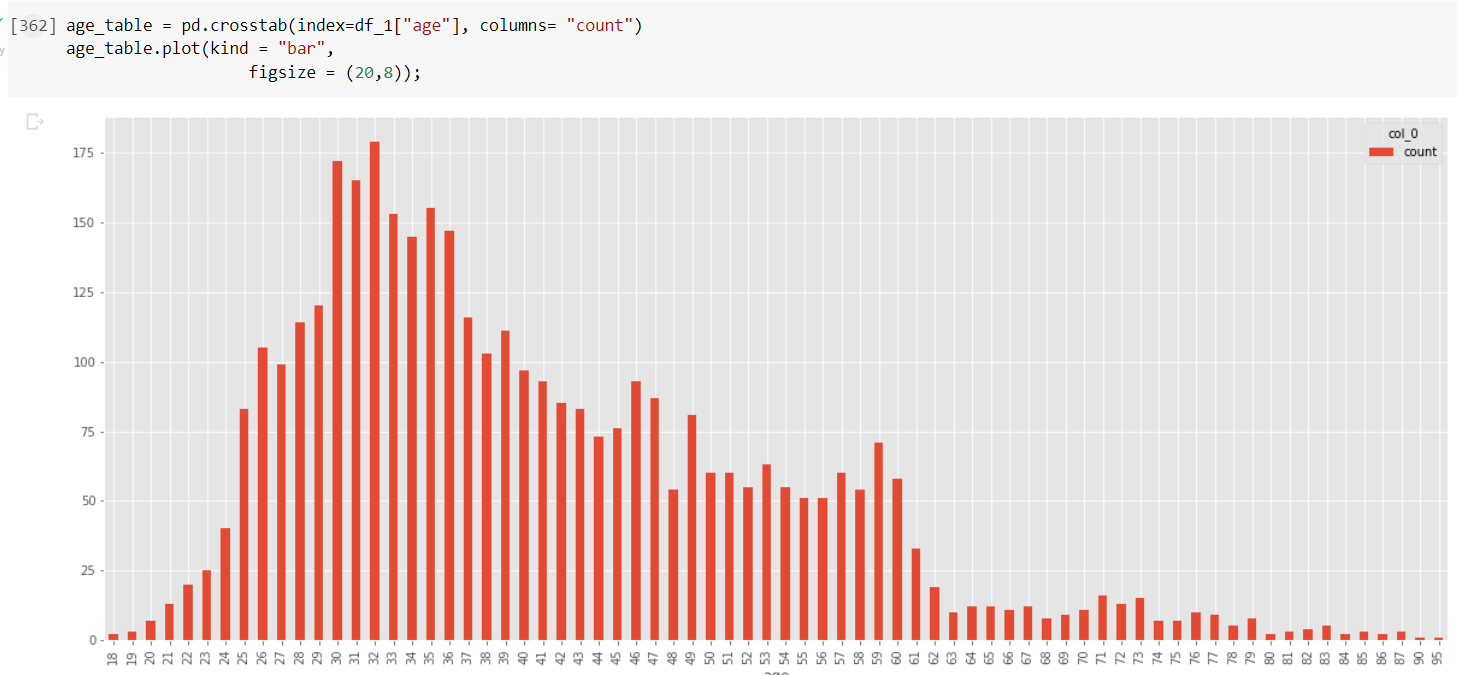 [362] age_table = pd.crosstab(index=df_1["age"], columns= "count")
age_table.plot(kind = "bar",
figsize = (20,8));
col_0
count
175
150
125
100
75
50
25
0
18 19 20 21 22 23 24 25 26 27 28 29 30 31 32 33 34 35 36 37 38 39 40 41 42 43 44 45 46 47 48 49 50 51 52 53 54 55 56 57 58 59 60 61 62 63 64 65 66 67 68 69 70 71 72 73 74 75 76 77 78 79 80 81 82 83 84 85 86 87 90 95